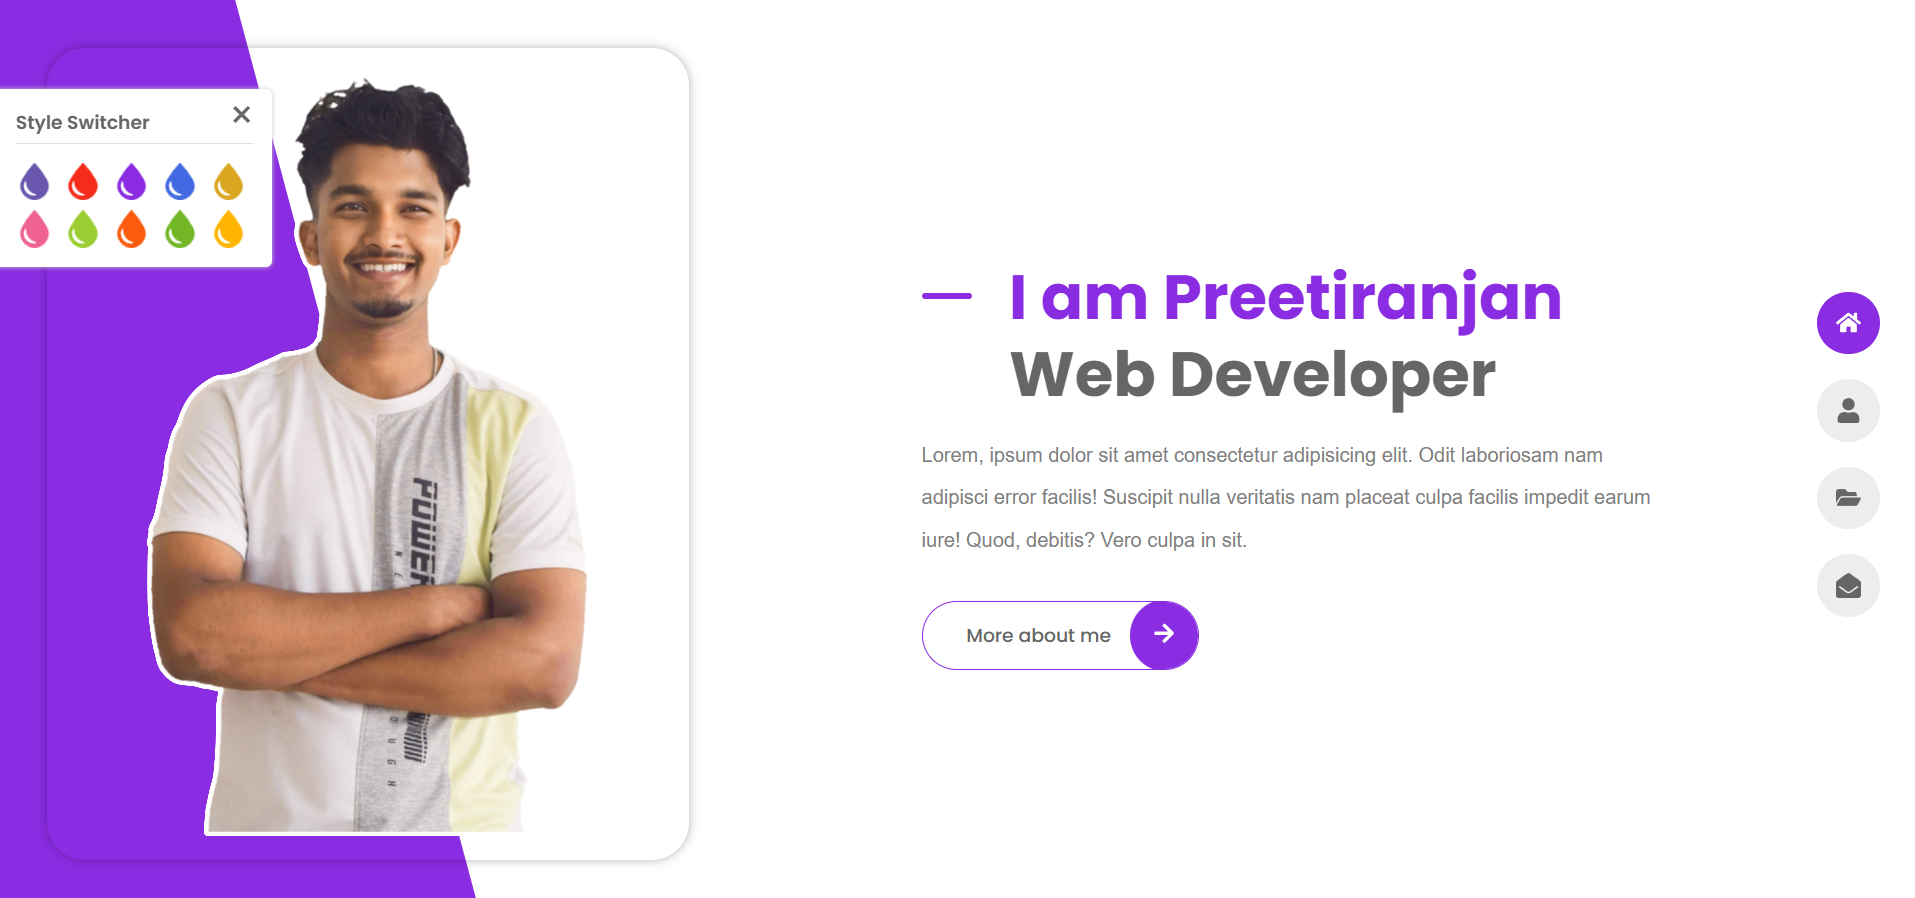 Style Switcher
I am Preetiranjan
Web Developer
Lorem, ipsum dolor sit amet consectetur adipisicing elit. Odit laboriosam nam
adipisci error facilis! Suscipit nulla veritatis nam placeat culpa facilis impedit earum
iure! Quod, debitis? Vero culpa in sit.
More about me